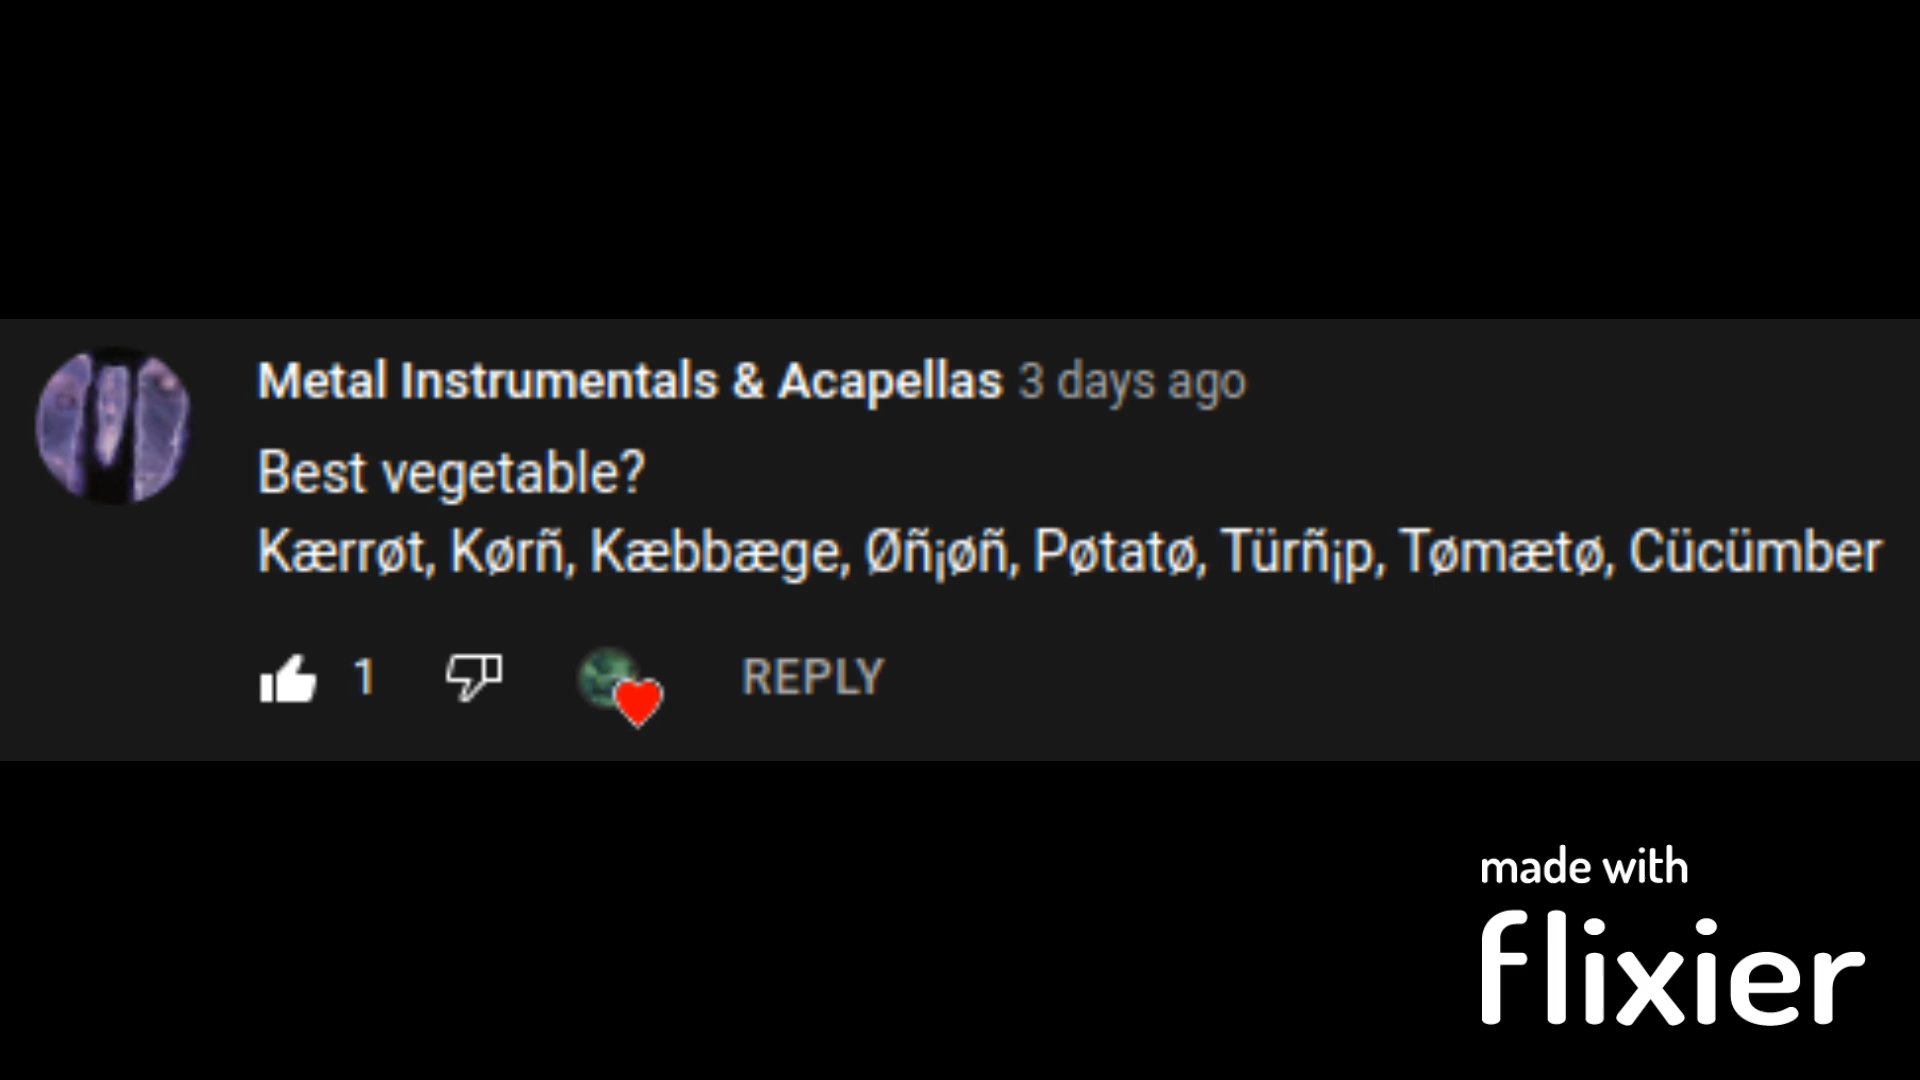 Metal Instrumentals & Acapellas 3 days ago
Best vegetable?
Kærrøt, Kørñ, Kæbbæge, Øñ¡øñ, Pøtatø, Türñ¡p, Tømætø, Cücümber
1 REPLY
made with
flixier